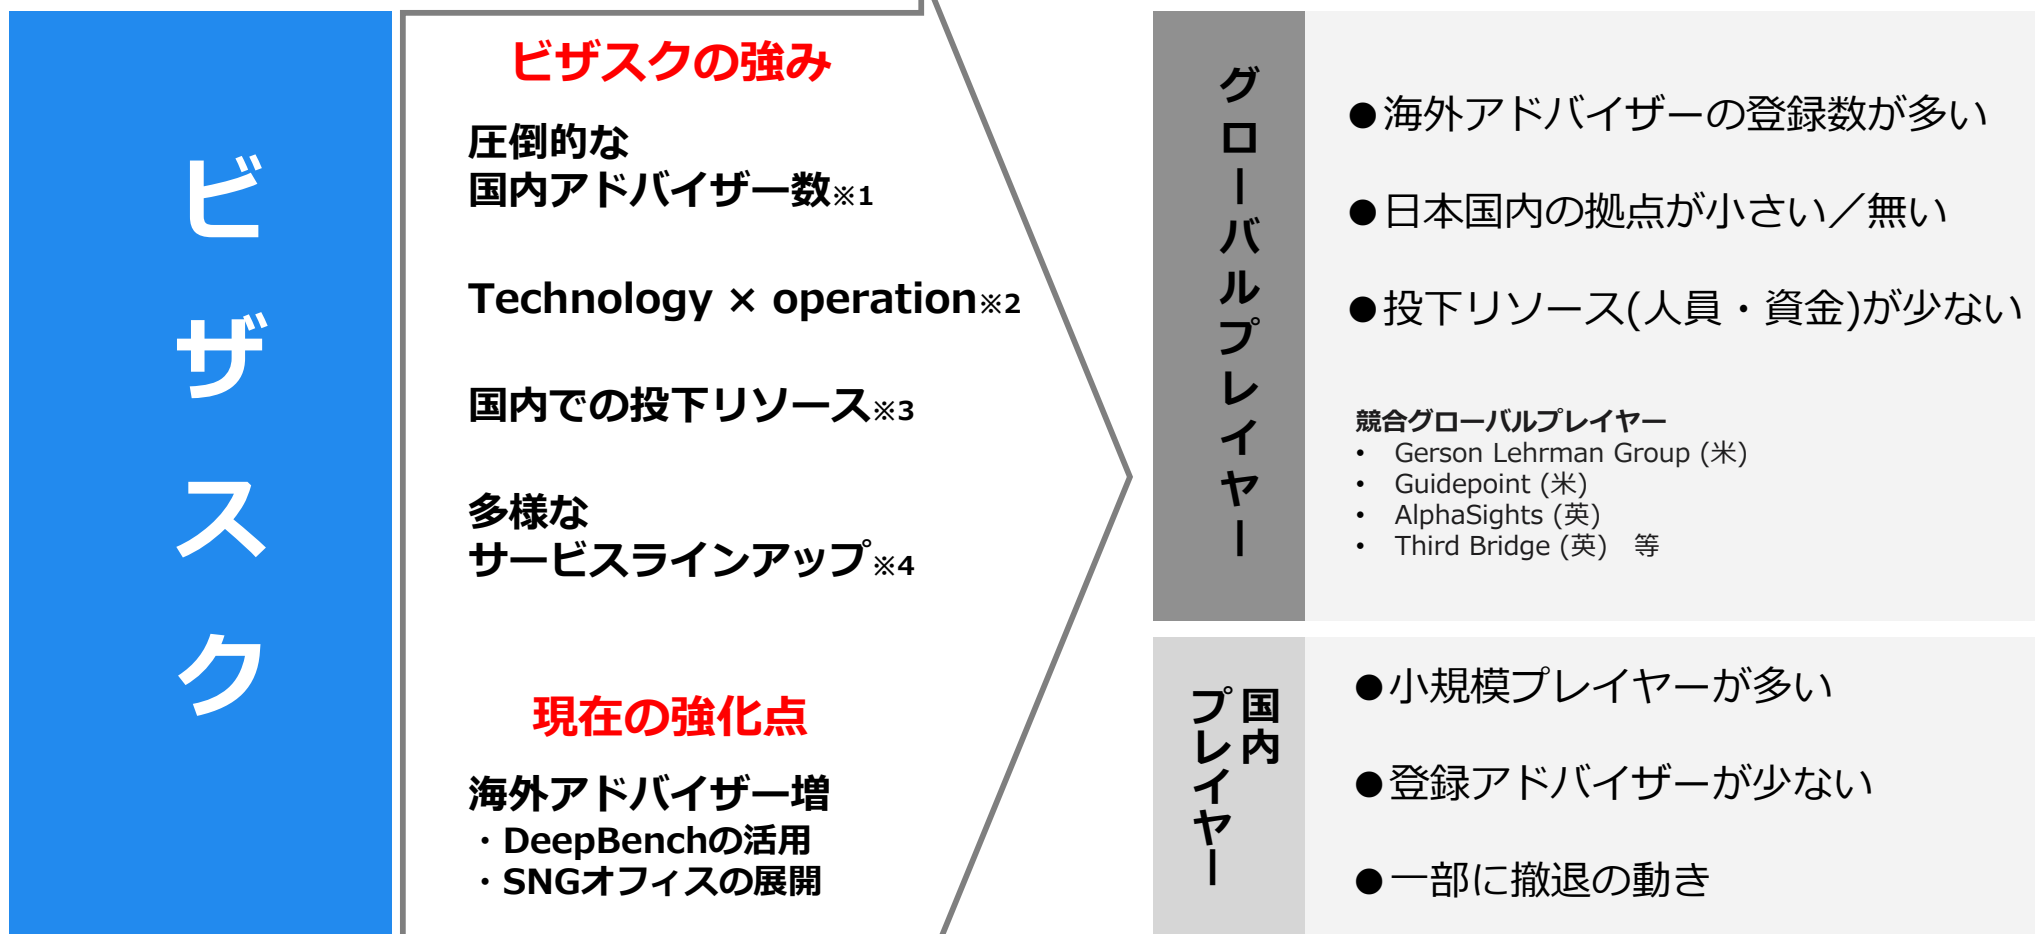 ビザスク
ビザスクの強み
圧倒的な
国内アドバイザー数※1
Technology × operation※2
国内での投下リソース※3
多様な
サービスラインアップ※4
現在の強化点
海外アドバイザー増
・DeepBenchの活用
・SNGオフィスの展開
グローバルプレイヤー
●海外アドバイザーの登録数が多い
●日本国内の拠点が小さい／無い
●投下リソース(人員・資金)が少ない
競合グローバルプレイヤー
• Gerson Lehrman Group (米)
• Guidepoint (米)
• AlphaSights (英)
• Third Bridge (英)　等
国内
プレイヤー
●小規模プレイヤーが多い
●登録アドバイザーが少ない
●一部に撤退の動き